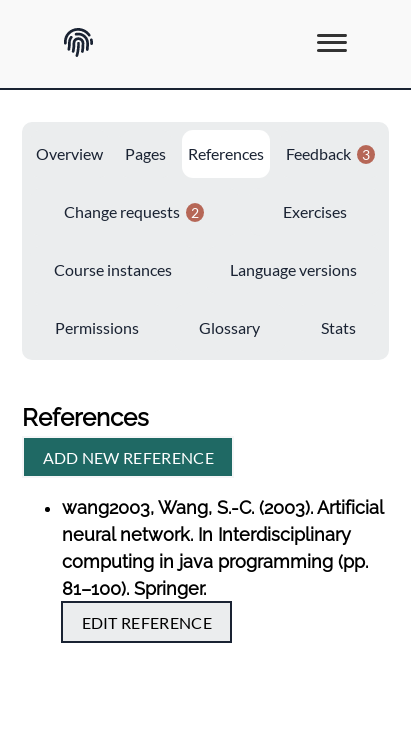 Overview Pages References Feedback 3
Change requests 2 Exercises
Course instances Language versions
Permissions Glossary Stats
References
ADD NEW REFERENCE
wang2003, Wang, S.-C. (2003). Artificial
neural network. In Interdisciplinary
computing in java programming (pp.
81–100). Springer.
EDIT REFERENCE